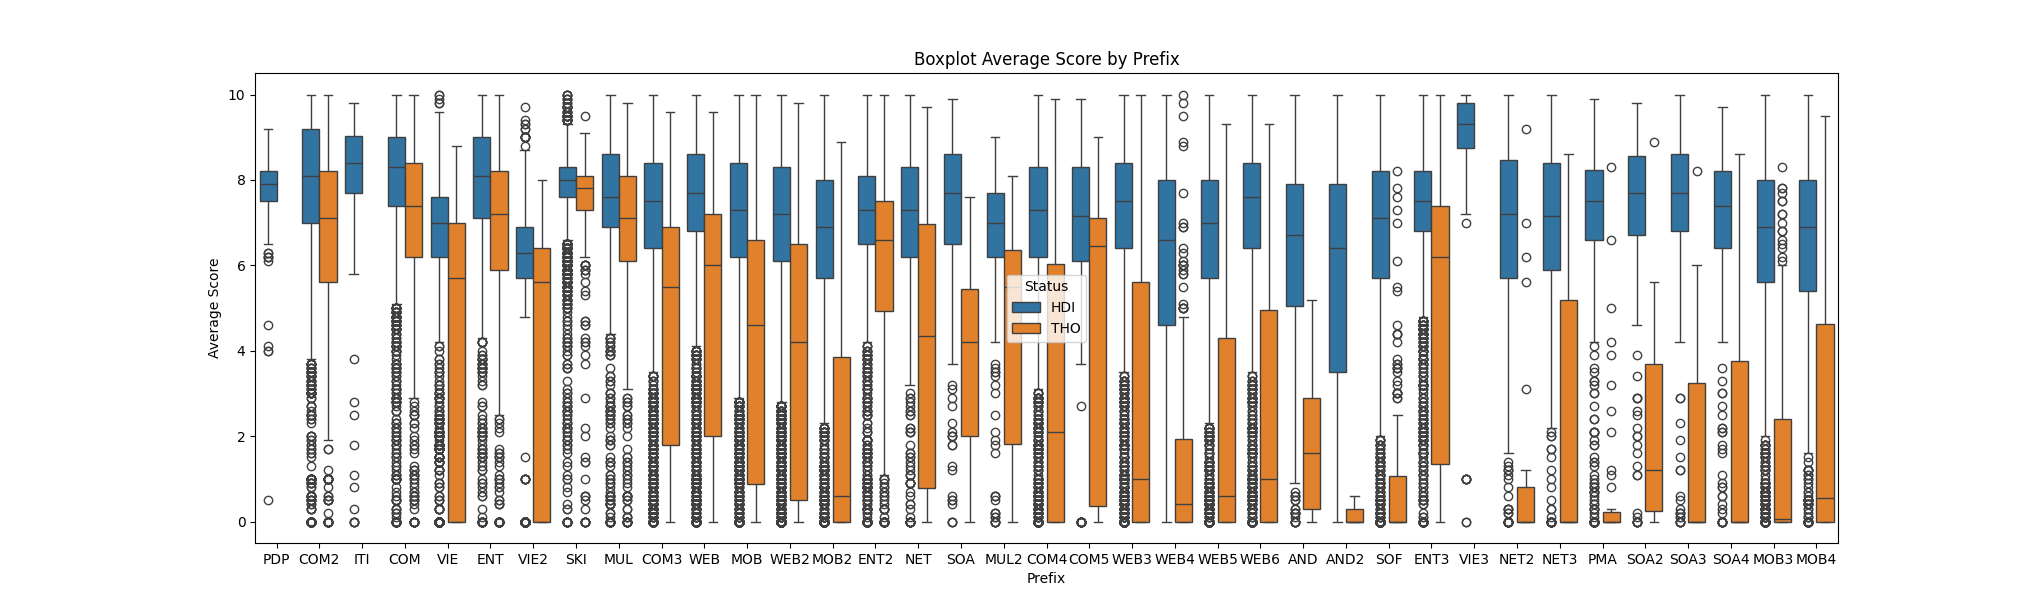 Boxplot Average Score by Prefix
Average Score
10
8
6
4
2
0
Status
HDI
THO
PDP COM2 ITI COM VIE ENT VIE2 SKI MUL COM3 WEB MOB WEB2 MOB2 ENT2 NET SOA MUL2 COM4 COM5 WEB3 WEB4 WEB5 WEB6 AND AND2 SOF ENT3 VIE3 NET2 NET3 PMA SOA2 SOA3 SOA4 MOB3 MOB4
Prefix